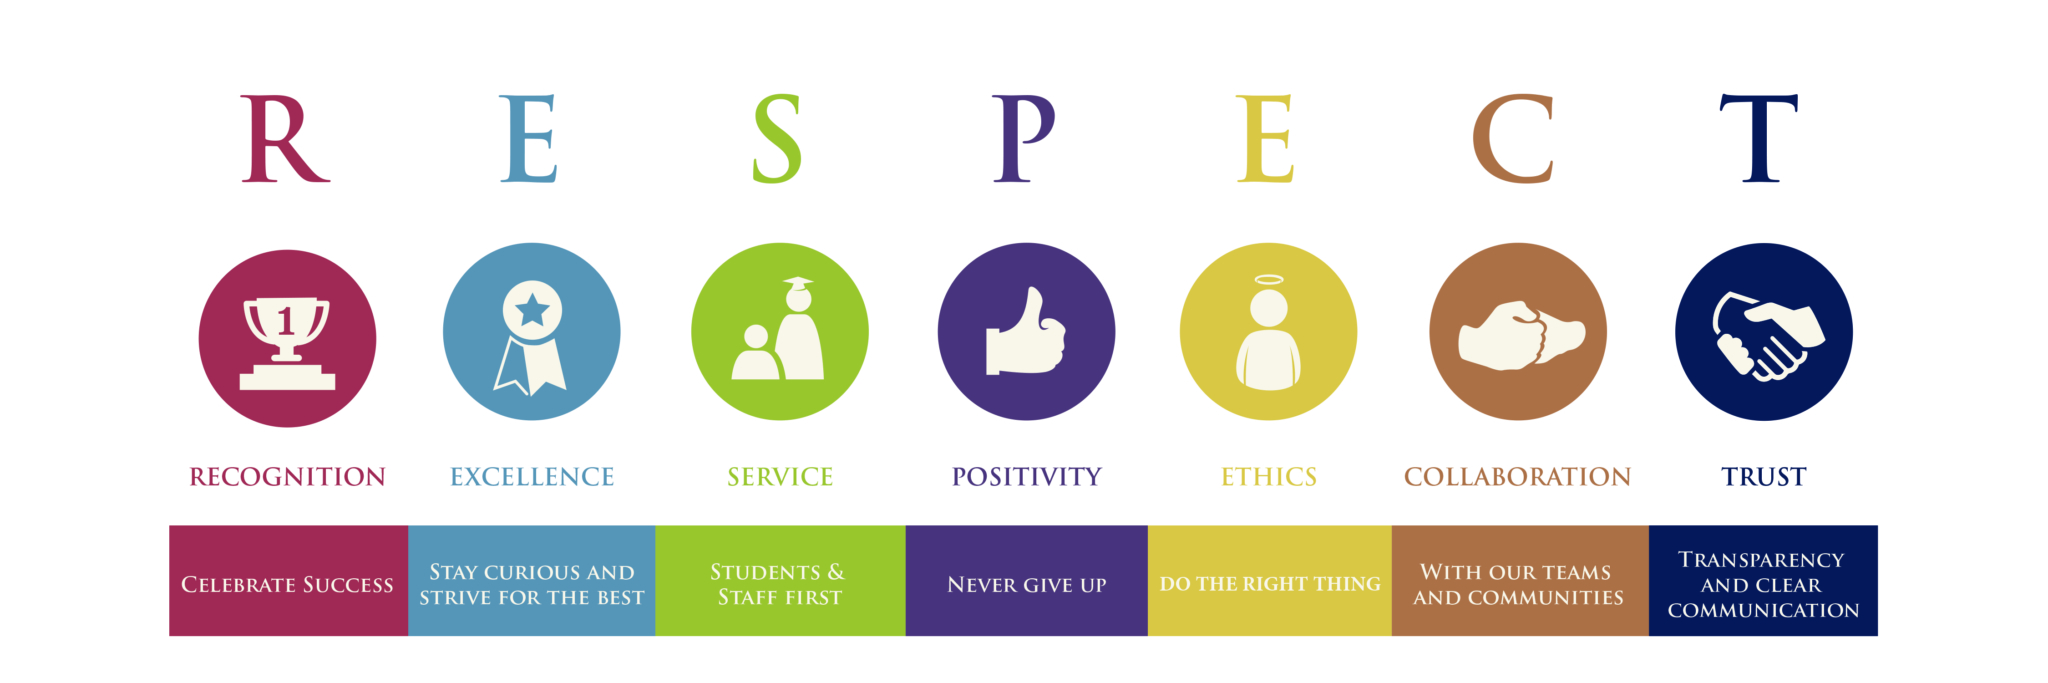 R E S P E C T
1
RECOGNITION
EXCELLENCE
SERVICE
POSITIVITY
ETHICS
COLLABORATION
TRUST
CELEBRATE SUCCESS
STAY CURIOUS AND
STRIVE FOR THE BEST
STUDENTS &
STAFF FIRST
NEVER GIVE UP
DO THE RIGHT THING
WITH OUR TEAMS
AND COMMUNITIES
TRANSPARENCY
AND CLEAR
COMMUNICATION